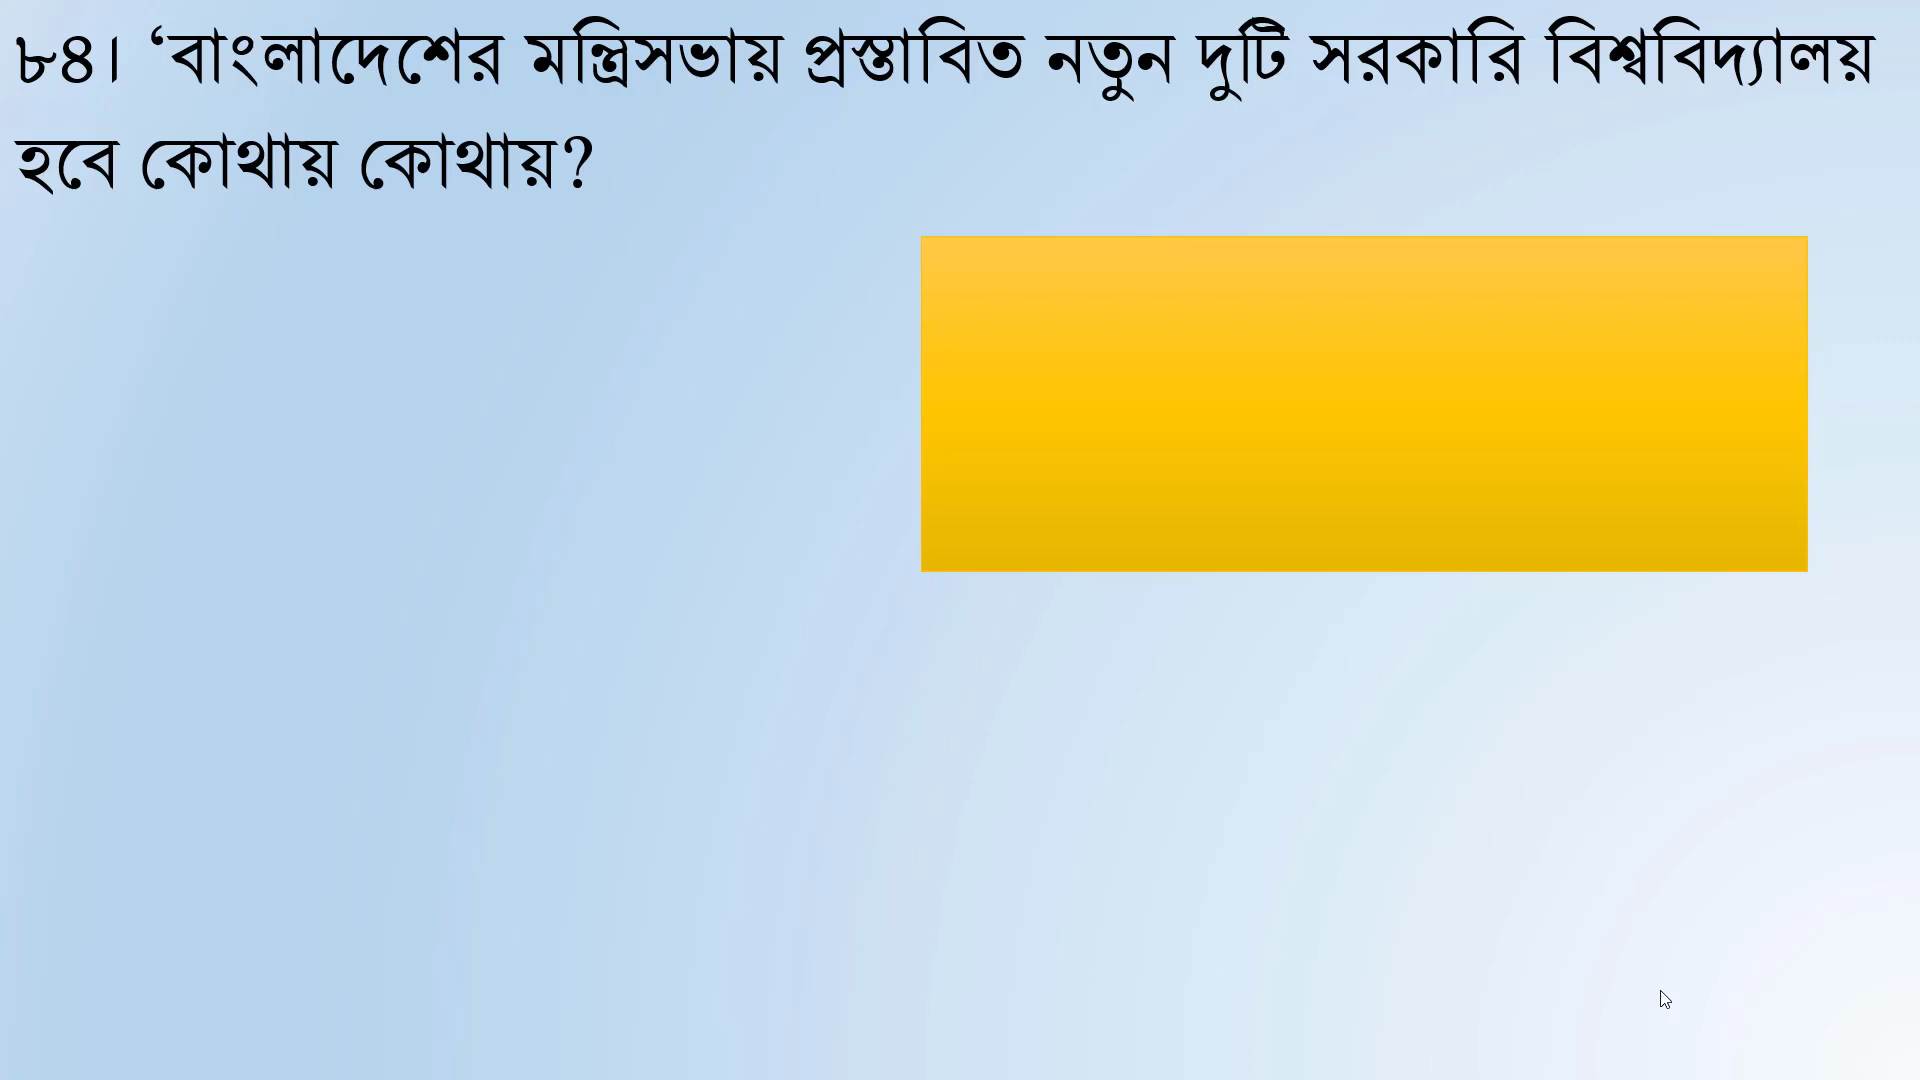 ৮৪। ‘বাংলাদেশের মন্ত্রিসভায় প্রস্তাবিত নতুন দুটি সরকারি বিশ্ববিদ্যালয়
হবে কোথায় কোথায়?